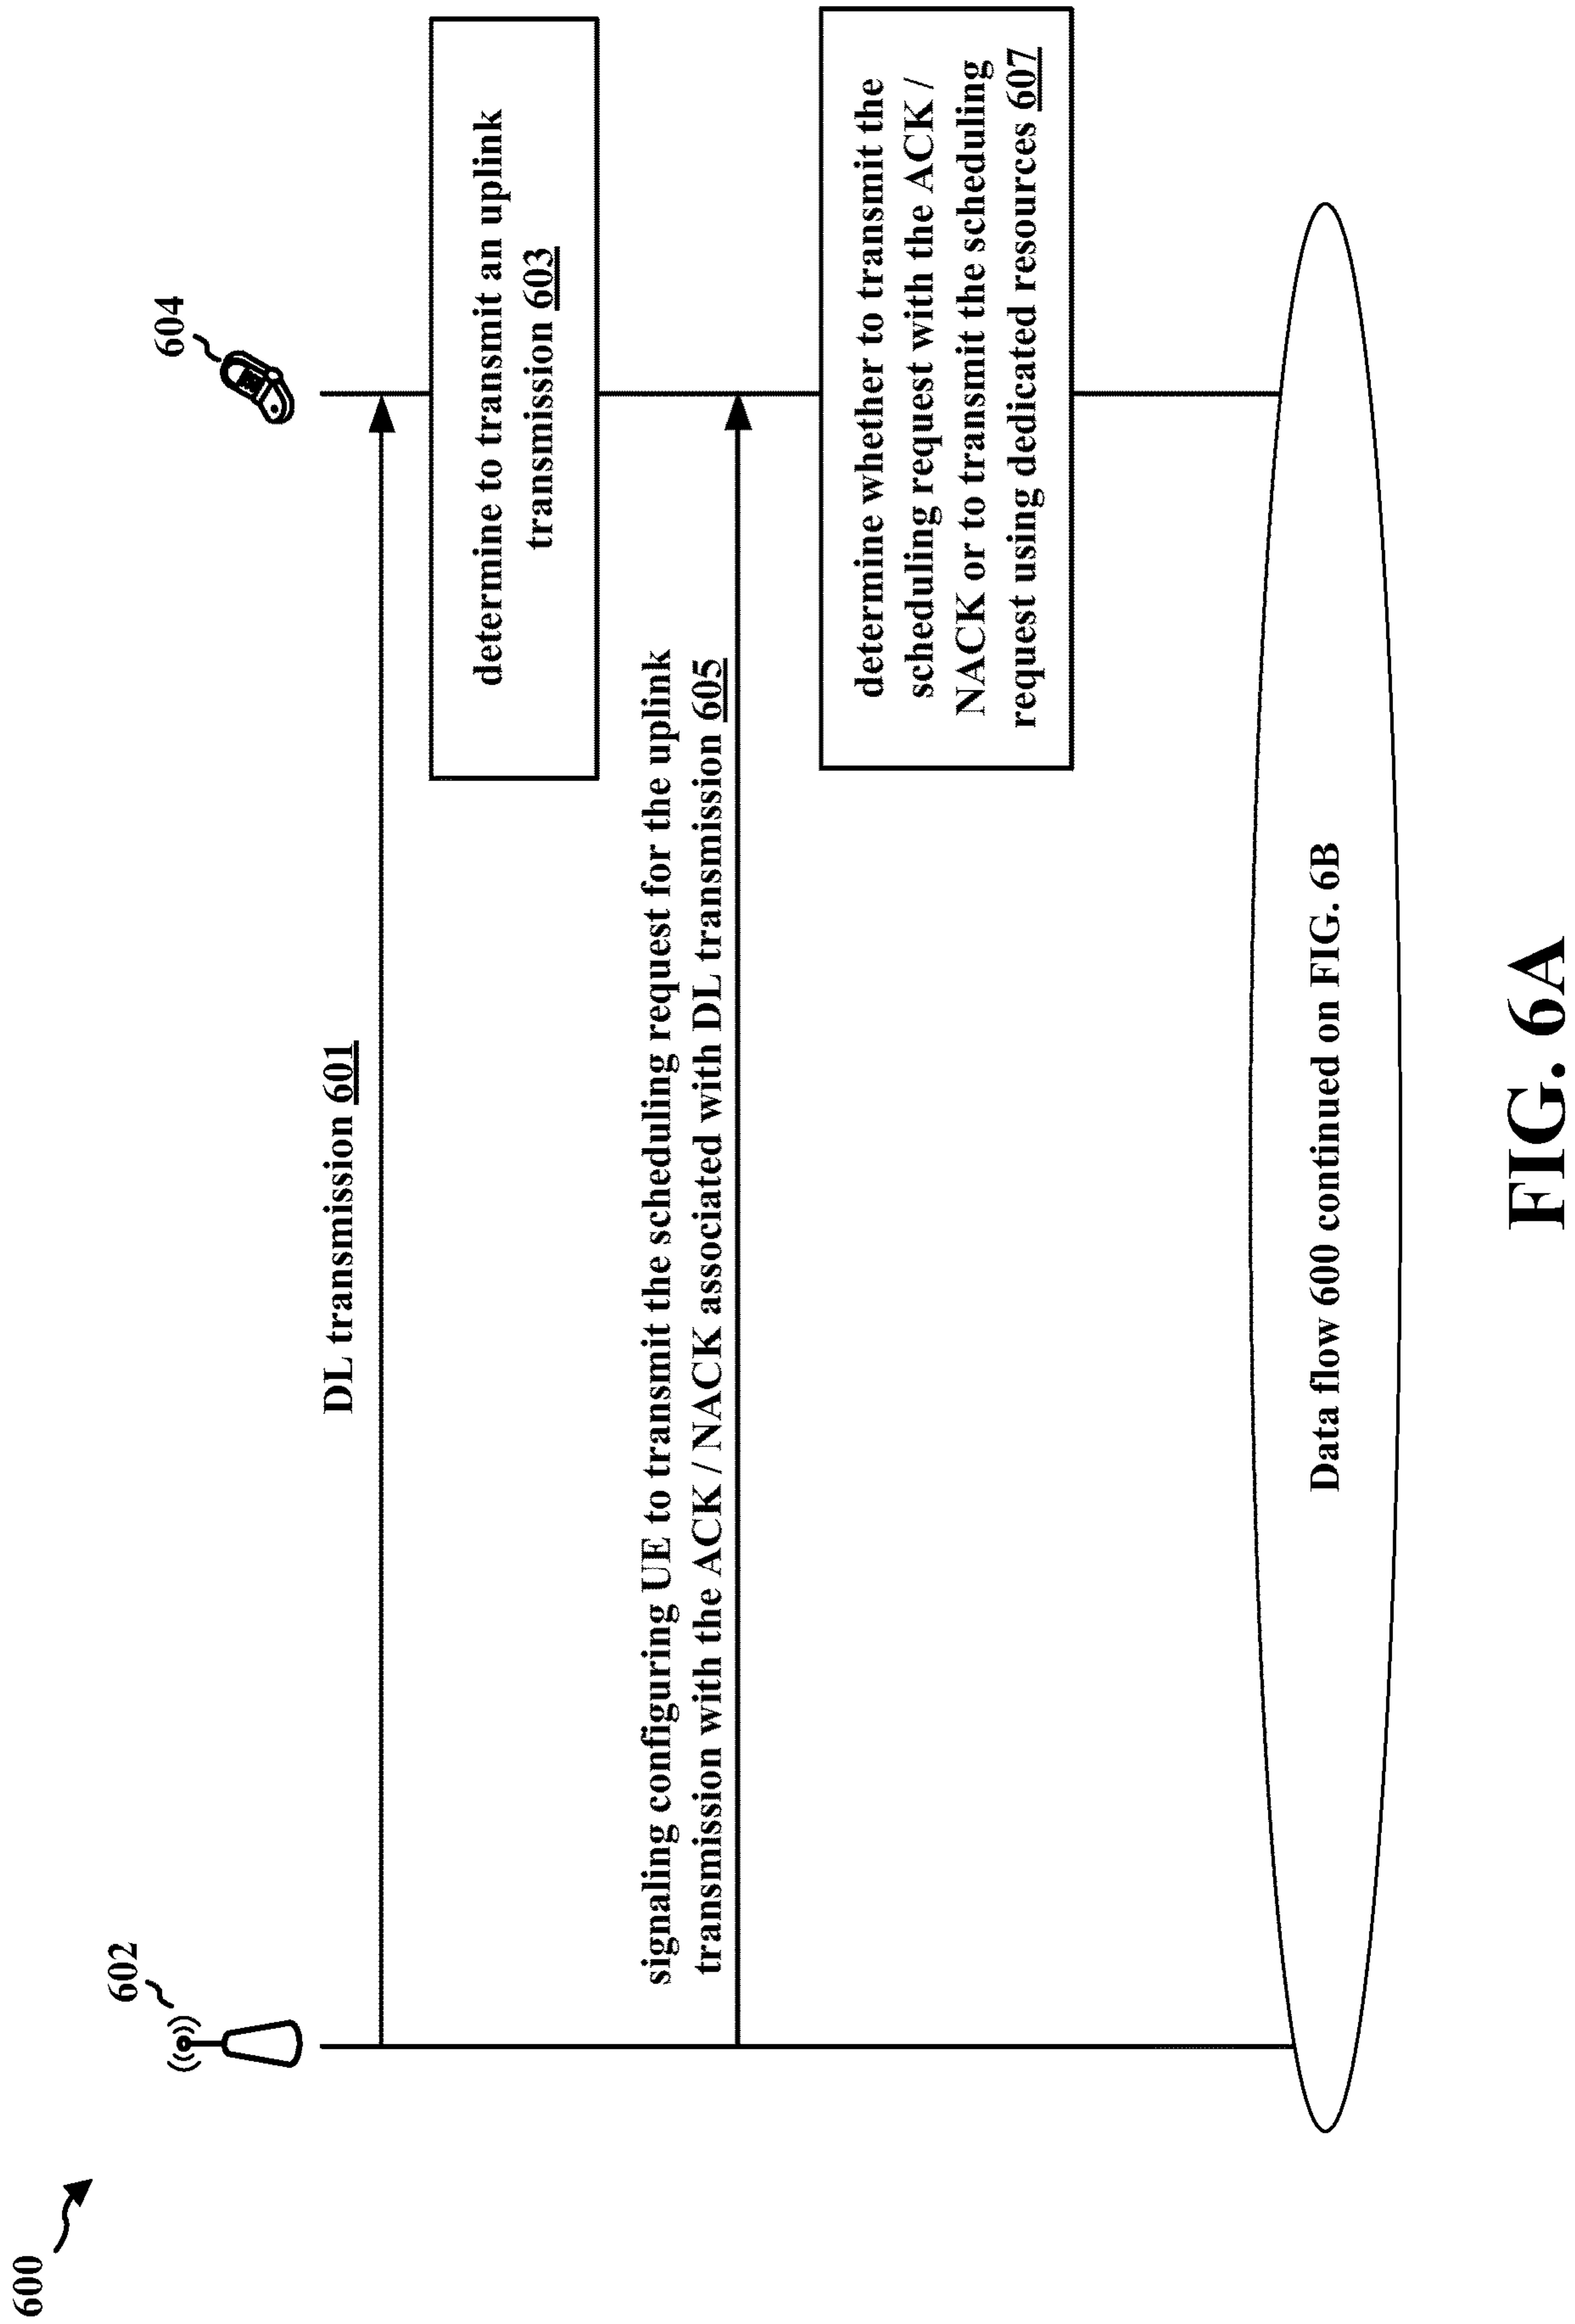 600
602
604
DL transmission 601
determine to transmit an uplink
transmission 603
signaling configuring UE to transmit the scheduling request for the uplink
transmission with the ACK / NACK associated with DL transmission 605
determine whether to transmit the
scheduling request with the ACK /
NACK or to transmit the scheduling
request using dedicated resources 607
Data flow 600 continued on FIG. 6B
FIG. 6A